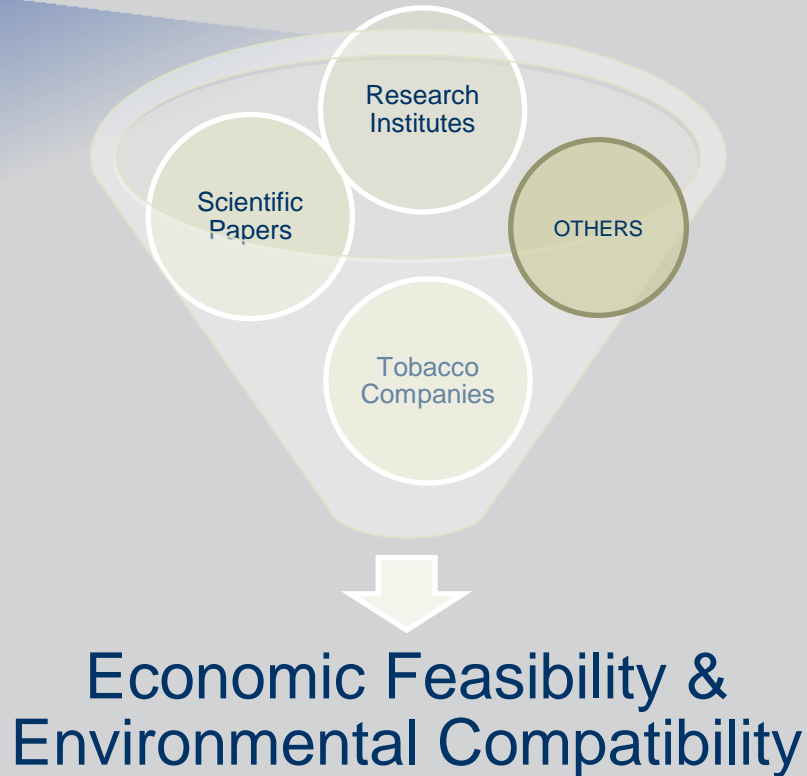 Research
Institutes
Scientific
Papers
OTHERS
Tobacco
Companies
Economic Feasibility &
Environmental Compatibility